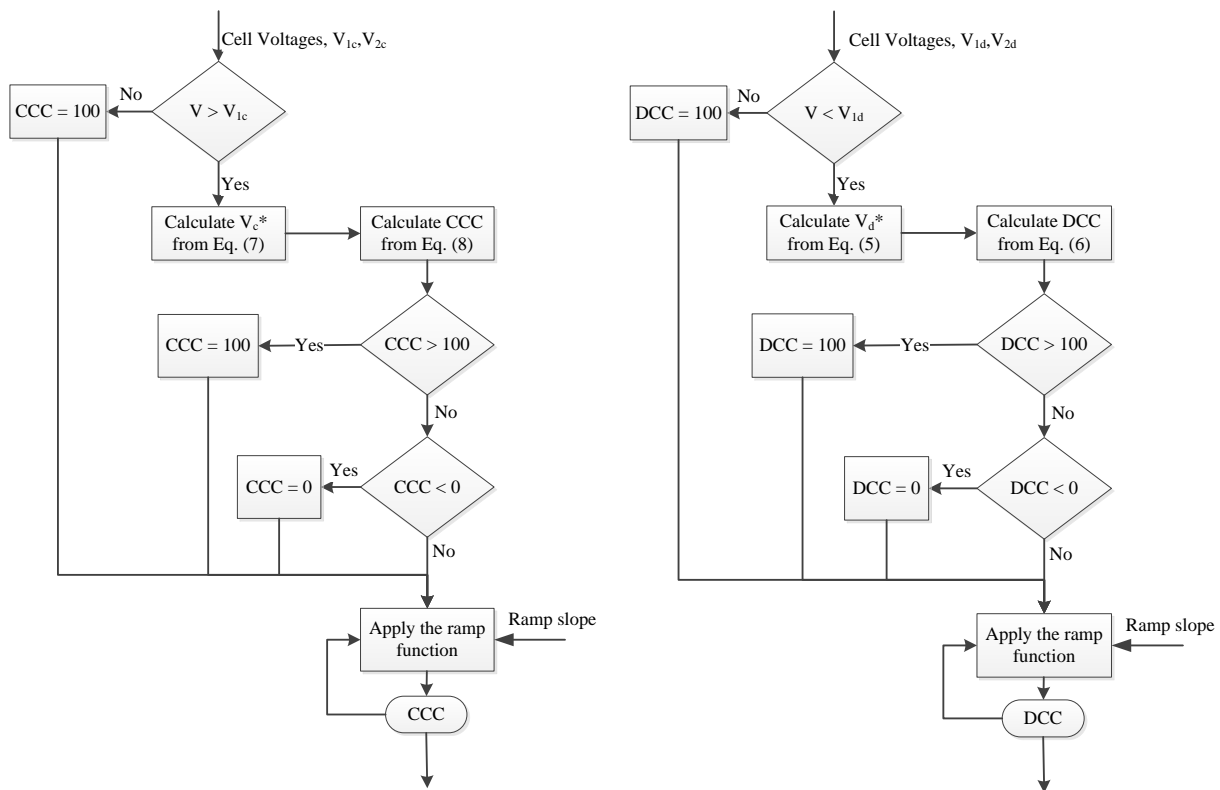 Cell Voltages, V1c,V2c
V > V1c
No
CCC = 100
Yes
Calculate Vc*
from Eq. (7)
Calculate CCC
from Eq. (8)
CCC > 100
Yes
CCC = 100
No
CCC < 0
Yes
CCC = 0
No
Apply the ramp
function
Ramp slope
CCC
Cell Voltages, V1d,V2d
V < V1d
No
DCC = 100
Yes
Calculate Vd*
from Eq. (5)
Calculate DCC
from Eq. (6)
DCC > 100
Yes
DCC = 100
No
DCC < 0
Yes
DCC = 0
No
Apply the ramp
function
Ramp slope
DCC